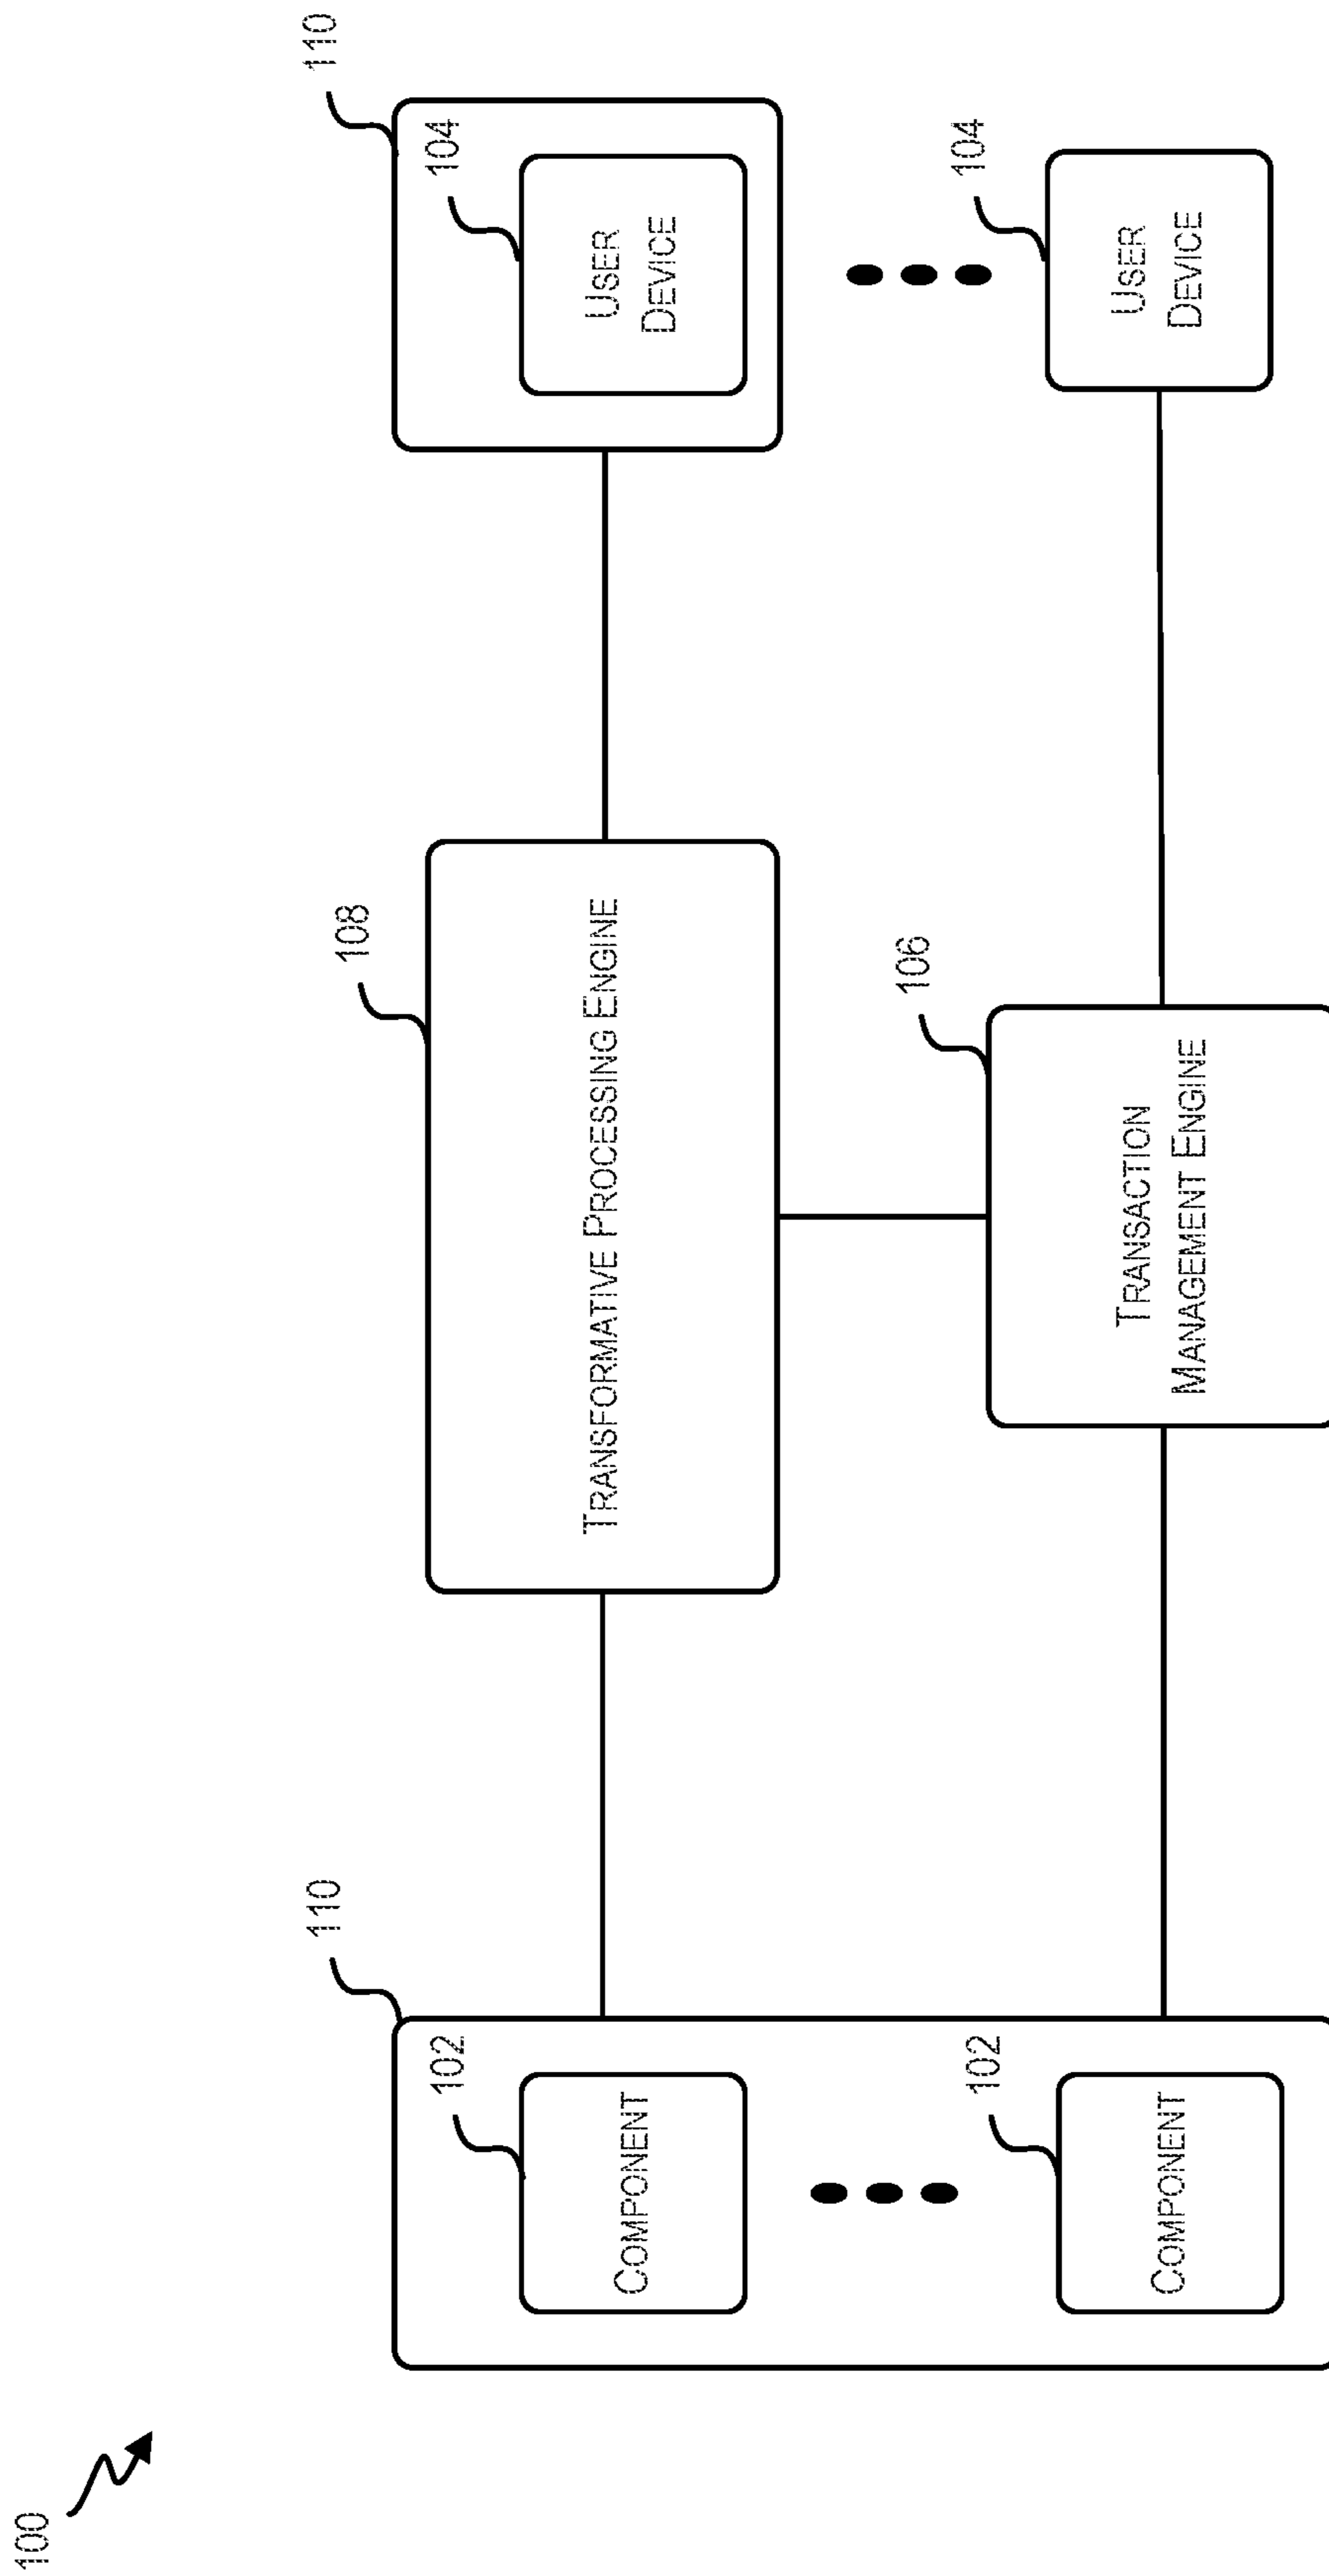 100
110
102
COMPONENT
102
COMPONENT
108
TRANSFORMATIVE PROCESSING ENGINE
106
TRANSACTION
MANAGEMENT ENGINE
110
104
USER
DEVICE
104
USER
DEVICE